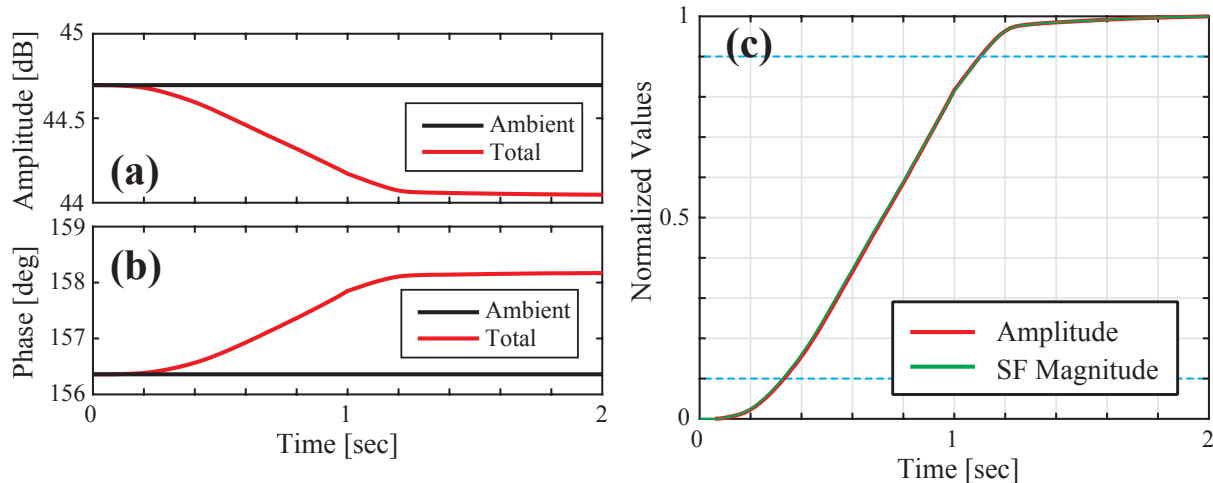 (a)
Amplitude [dB]
45
44.5
44
Ambient
Total
(b)
Phase [deg]
159
158
157
156
Ambient
Total
0
1
2
Time [sec]
(c)
Normalized Values
1
0.5
0
Amplitude
SF Magnitude
0
1
2
Time [sec]